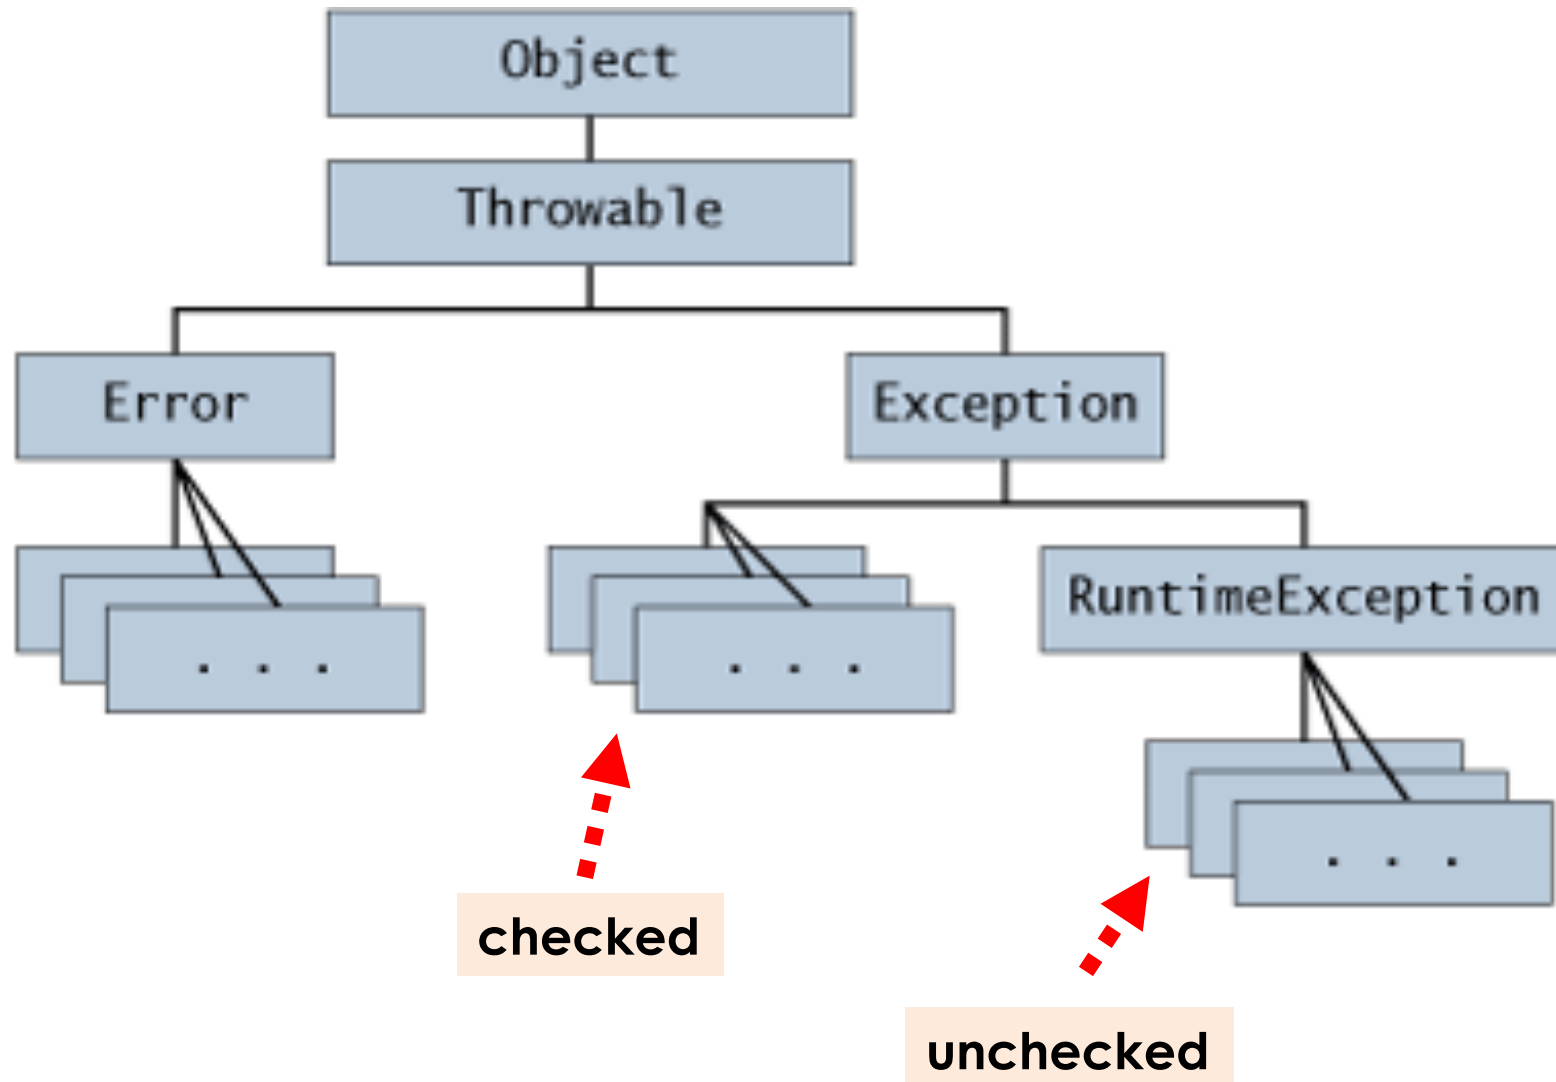 Object
Throwable
Error
Exception
RuntimeException
. . .
. . .
. . .
checked
unchecked